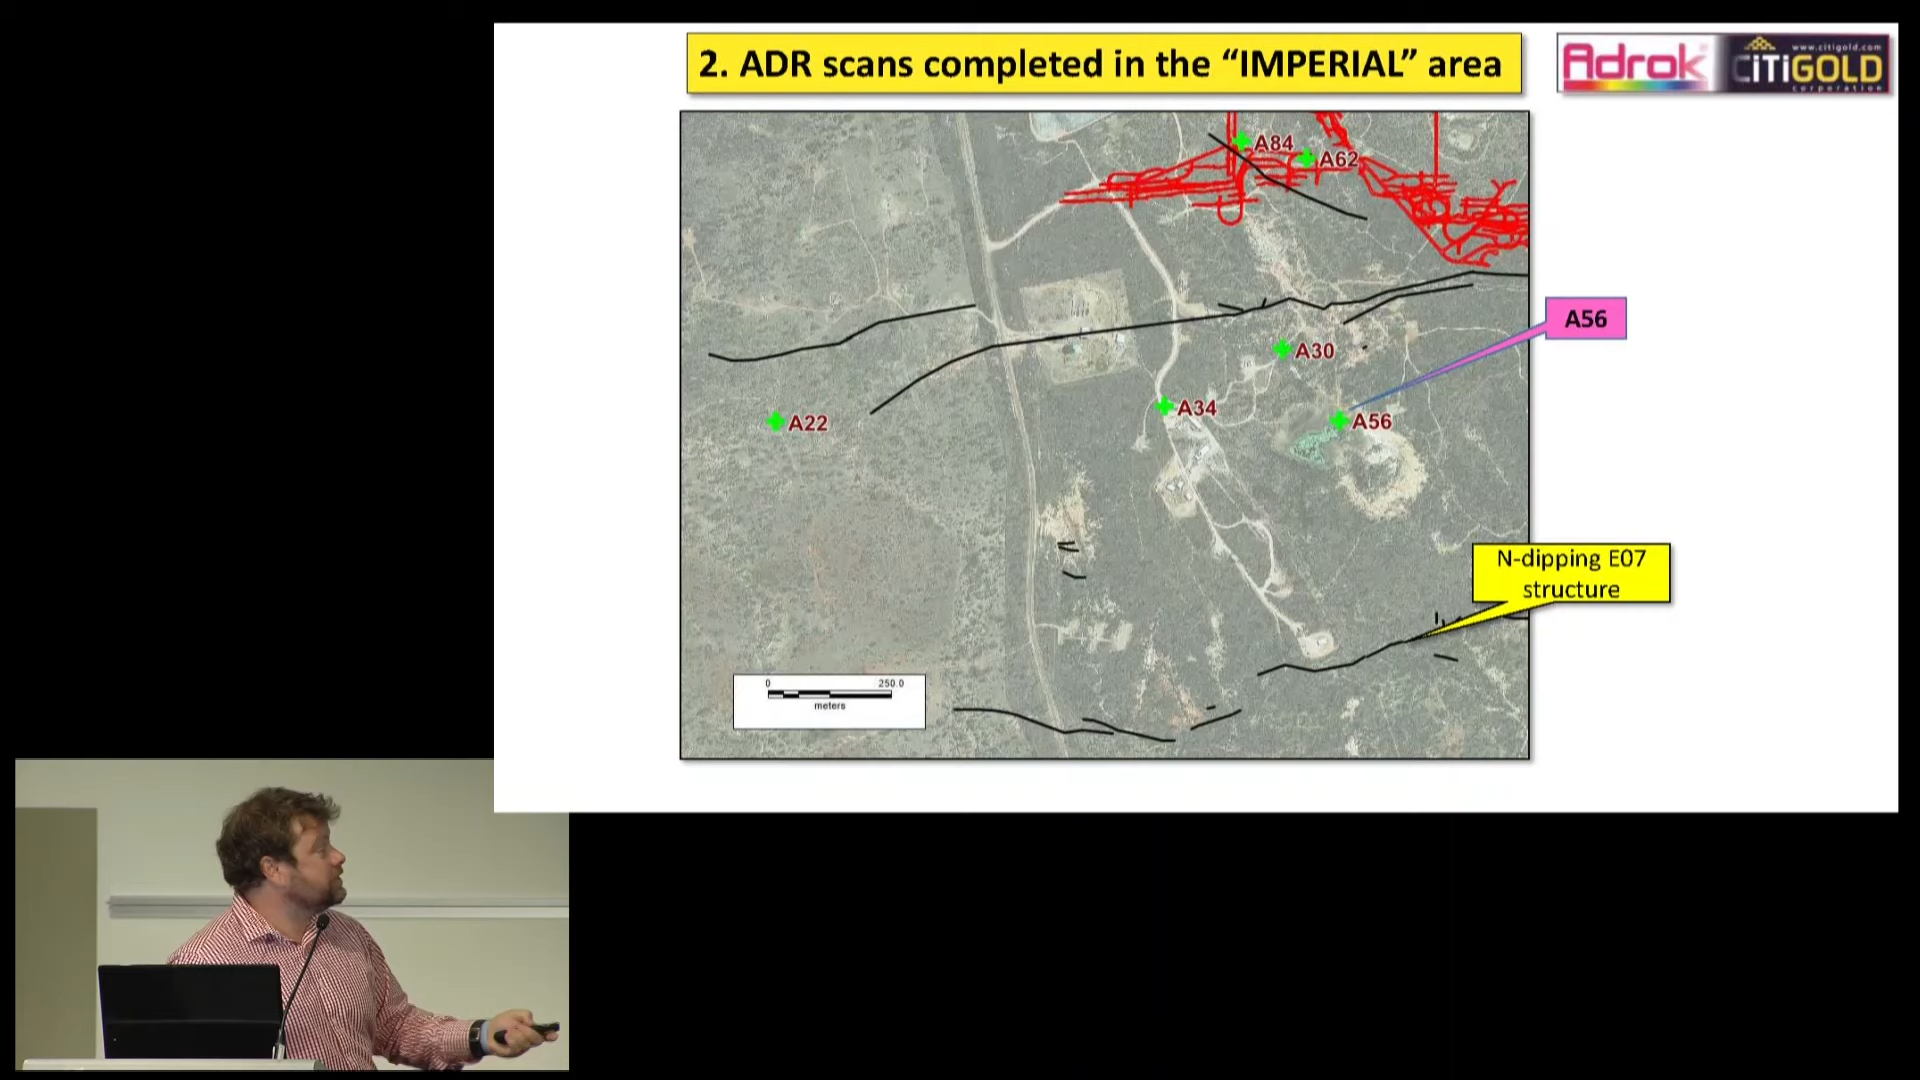 2. ADR scans completed in the “IMPERIAL” area
Adrok
www.citigold.com
CiTiGOLD
corporation
A84
A62
A56
A30
A34
A22
A56
N-dipping E07
structure
0 250.0
meters